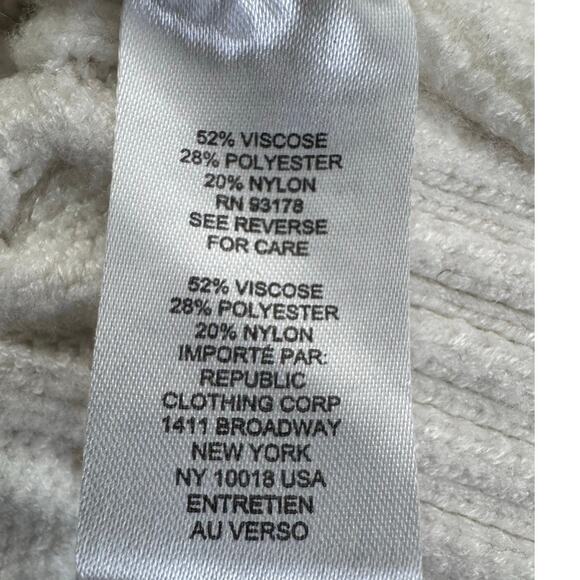 52% VISCOSE
28% POLYESTER
20% NYLON
RN 93178
SEE REVERSE
FOR CARE
52% VISCOSE
28% POLYESTER
20% NYLON
IMPORTÉ PAR:
REPUBLIC
CLOTHING CORP
1411 BROADWAY
NEW YORK
NY 10018 USA
ENTRETIEN
AU VERSO